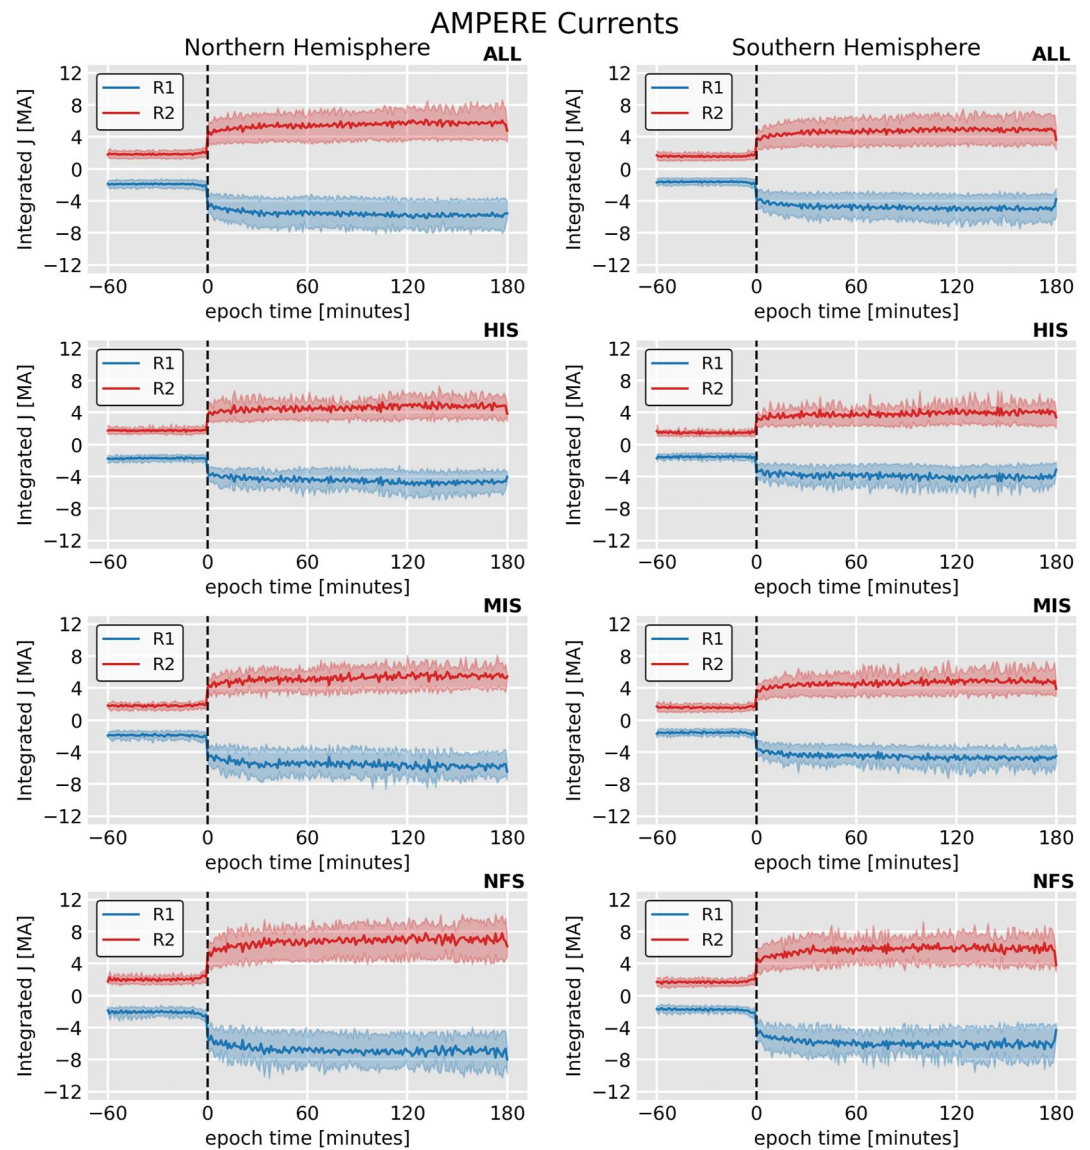 AMPERE Currents
Northern Hemisphere
ALL
Southern Hemisphere
ALL
12
8
4
0
−4
−8
−12
Integrated J [MA]
R1
R2
−60
0
60
120
180
epoch time [minutes]
12
8
4
0
−4
−8
−12
Integrated J [MA]
R1
R2
−60
0
60
120
180
epoch time [minutes]
HIS
12
8
4
0
−4
−8
−12
Integrated J [MA]
R1
R2
−60
0
60
120
180
epoch time [minutes]
HIS
12
8
4
0
−4
−8
−12
Integrated J [MA]
R1
R2
−60
0
60
120
180
epoch time [minutes]
MIS
12
8
4
0
−4
−8
−12
Integrated J [MA]
R1
R2
−60
0
60
120
180
epoch time [minutes]
MIS
12
8
4
0
−4
−8
−12
Integrated J [MA]
R1
R2
−60
0
60
120
180
epoch time [minutes]
NFS
12
8
4
0
−4
−8
−12
Integrated J [MA]
R1
R2
−60
0
60
120
180
epoch time [minutes]
NFS
12
8
4
0
−4
−8
−12
Integrated J [MA]
R1
R2
−60
0
60
120
180
epoch time [minutes]